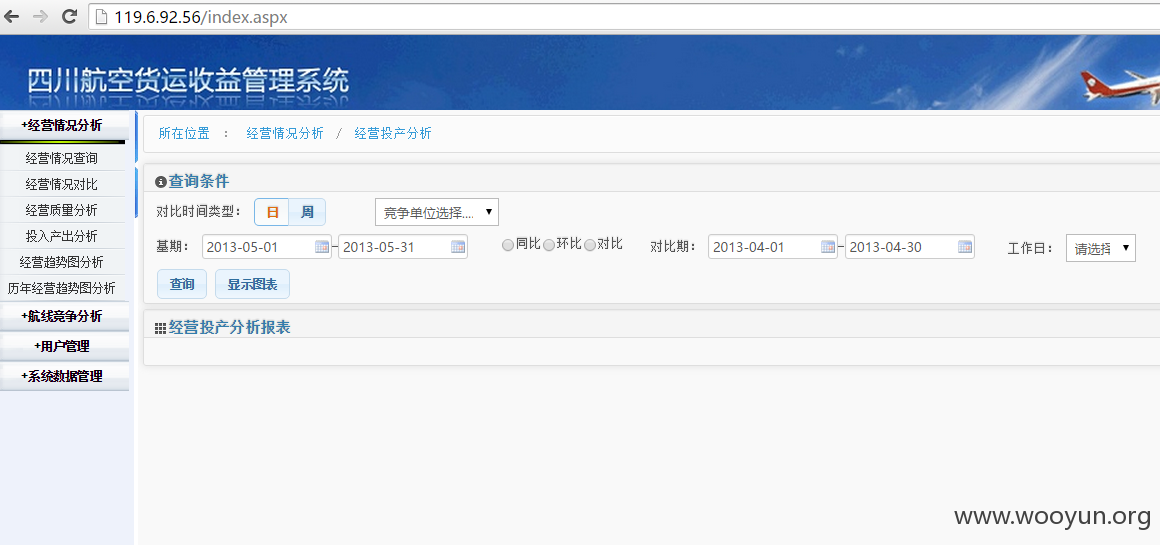 119.6.92.56/index.aspx
四川航空货运收益管理系统
+经营情况分析
经营情况查询
经营情况对比
经营质量分析
投入产出分析
经营趋势图分析
历年经营趋势图分析
+航线竞争分析
+用户管理
+系统数据管理
所在位置 : 经营情况分析 / 经营投产分析
查询条件
对比时间类型: 日 周 竞争单位选择....
基期: 2013-05-01 - 2013-05-31 同比 环比 对比 对比期: 2013-04-01 - 2013-04-30 工作日: 请选择
查询 显示图表
经营投产分析报表
www.wooyun.org